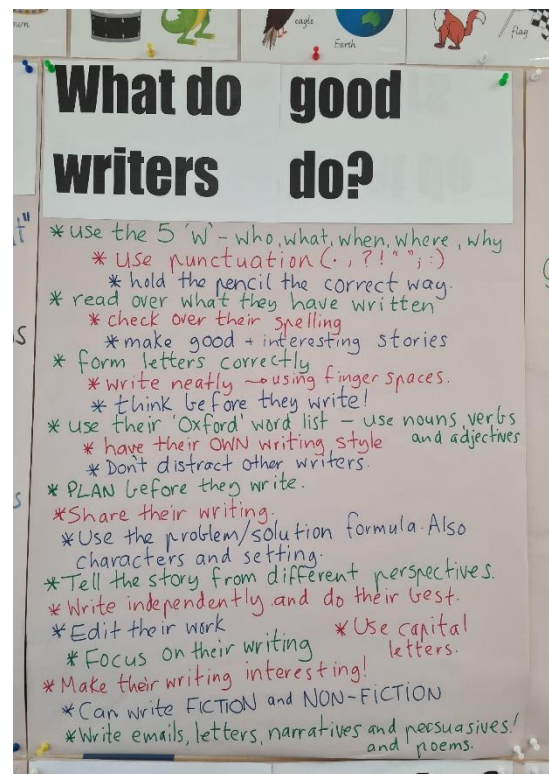 eagle
Earth
flag
What do good
writers do?
* use the 5 'W' - who, what, when, where, why
* use punctuation (. , ? ! " " ; :)
* hold the pencil the correct way.
* read over what they have written
* check over their spelling
* make good + interesting stories
* form letters correctly
* write neatly → using finger spaces.
* think before they write!
* use their 'Oxford' word list - use nouns, verbs
and adjectives
* have their OWN writing style
* Don't distract other writers.
* PLAN before they write.
* Share their writing.
* Use the problem/solution formula. Also
characters and setting.
* Tell the story from different perspectives.
* Write independently and do their best.
* Edit their work
* Use capital
letters.
* Focus on their writing
* Make their writing interesting!
* Can write FICTION and NON-FICTION
* Write emails, letters, narratives and persuasives!
and poems.